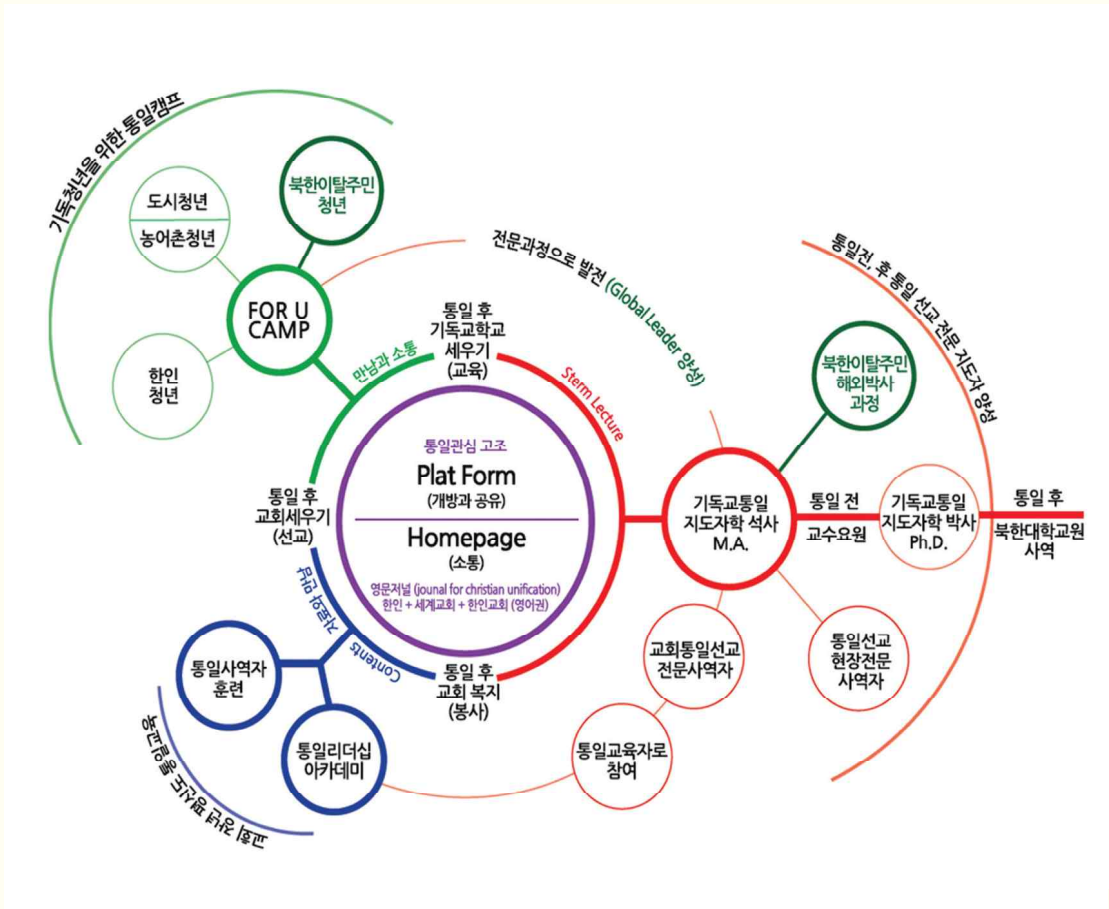 기독청년을 위한 통일캠프
북한이탈주민
청년
도시청년
농어촌청년
FOR U
CAMP
한인
청년
전문과정으로 발전 (Global Leader 양성)
통일전, 후 통일 선교 전문 지도자 양성
만남과 소통
통일 후
기독교학교
세우기
(교육)
Sterm Lecture
북한이탈주민
해외박사
과정
통일관심 고조
Plat Form
(개방과 공유)
Homepage
(소통)
영문저널 (jounal for christian unification)
한인 + 세계교회 + 한인교회 (영어권)
통일 후
교회세우기
(선교)
기독교통일
지도자학 석사
M.A.
통일 전
교수요원
기독교통일
지도자학 박사
Ph.D.
통일 후
북한대학교원
사역
자료와 만남
Contents
통일 후
교회 복지
(봉사)
교회통일선교
전문사역자
통일선교
현장전문
사역자
통일사역자
훈련
통일리더십
아카데미
통일교육자로
참여
교회 장년 평신도